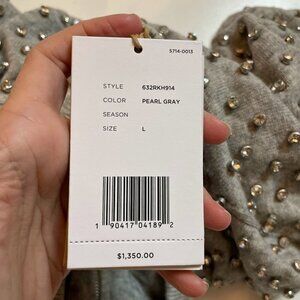 5714-0013
STYLE 632RKH914
COLOR PEARL GRAY
SEASON
SIZE L
1 90417 04189 2
$1,350.00